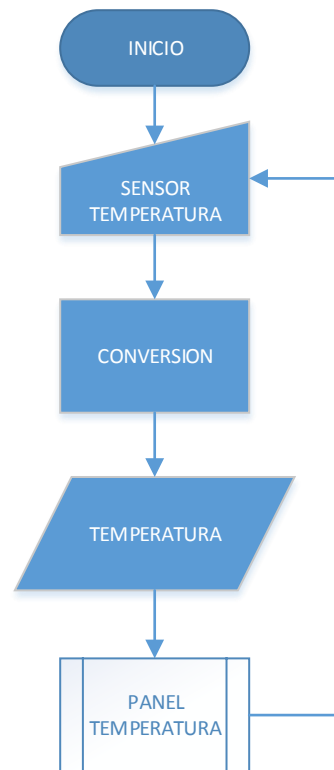 INICIO
SENSOR
TEMPERATURA
CONVERSION
TEMPERATURA
PANEL
TEMPERATURA